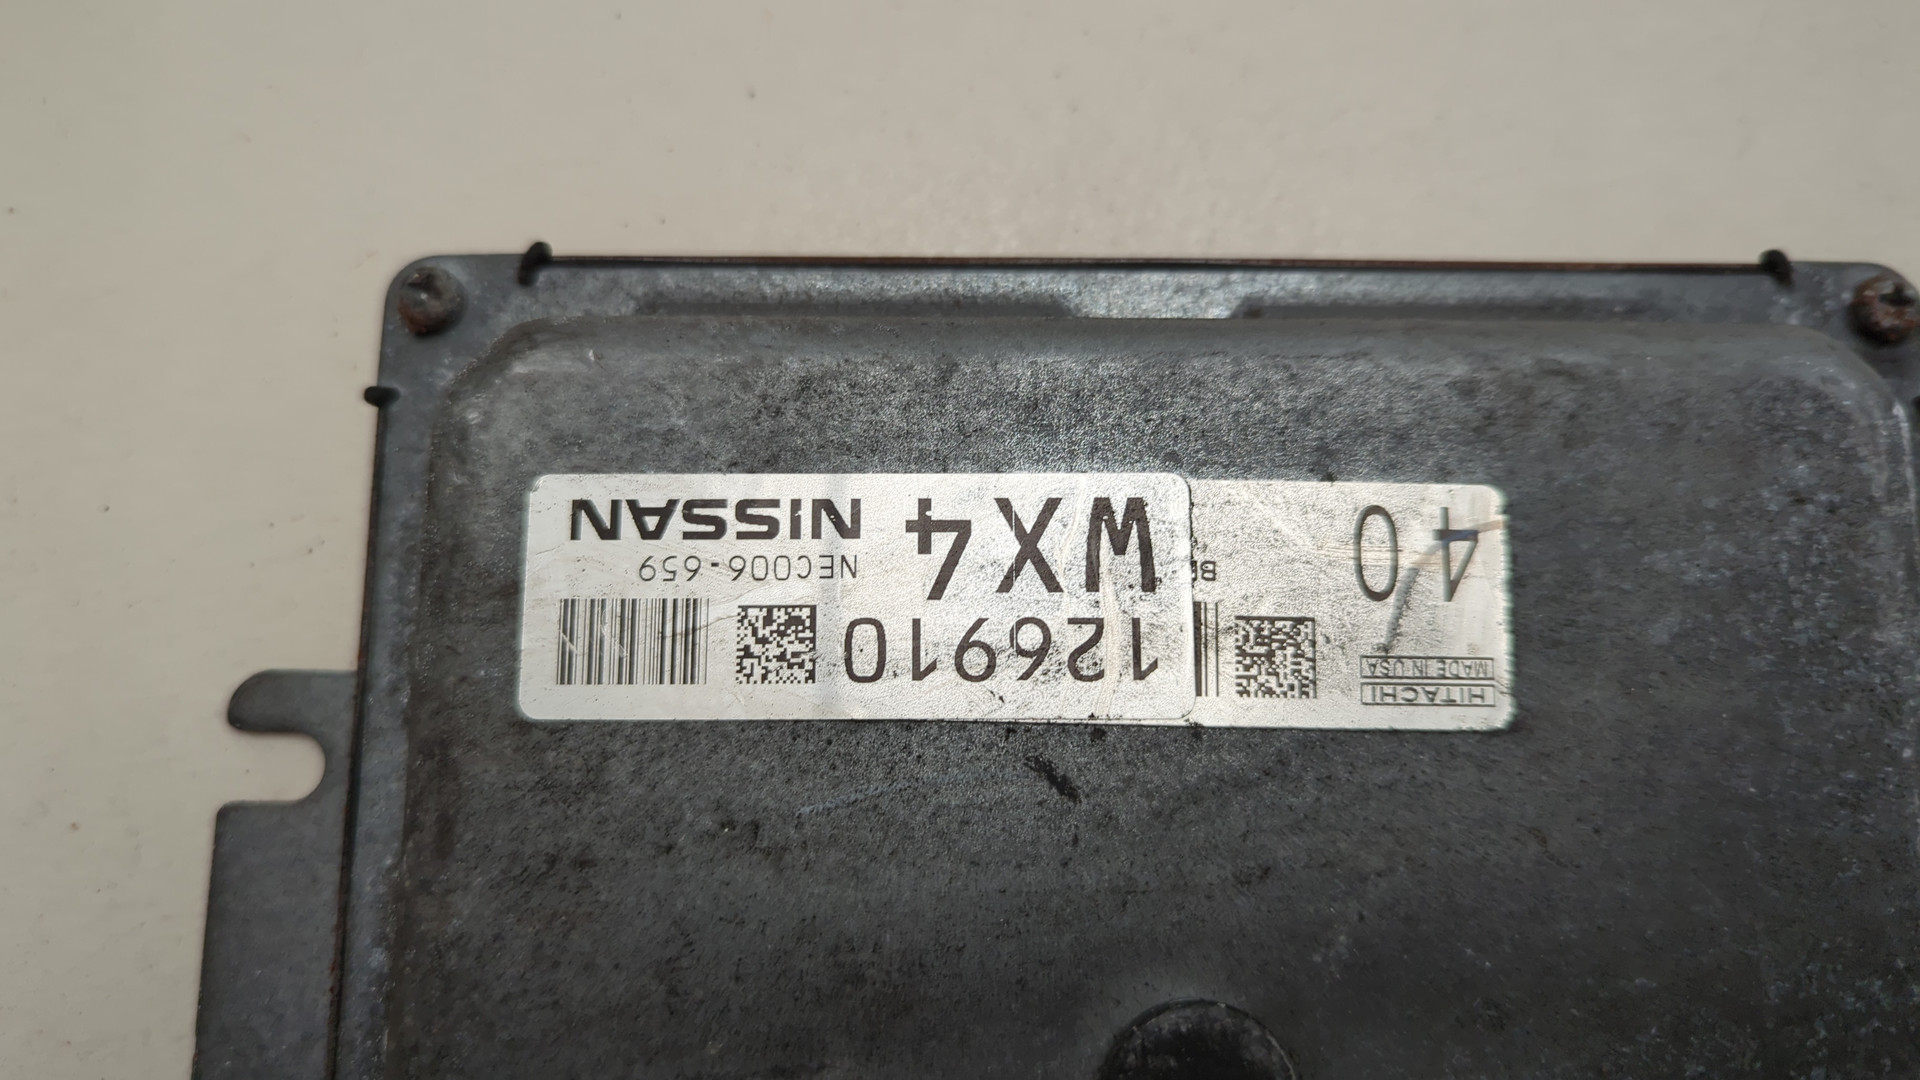 HITACHI
MADE IN USA
40
126910
WX4
NEC006-659
NISSAN